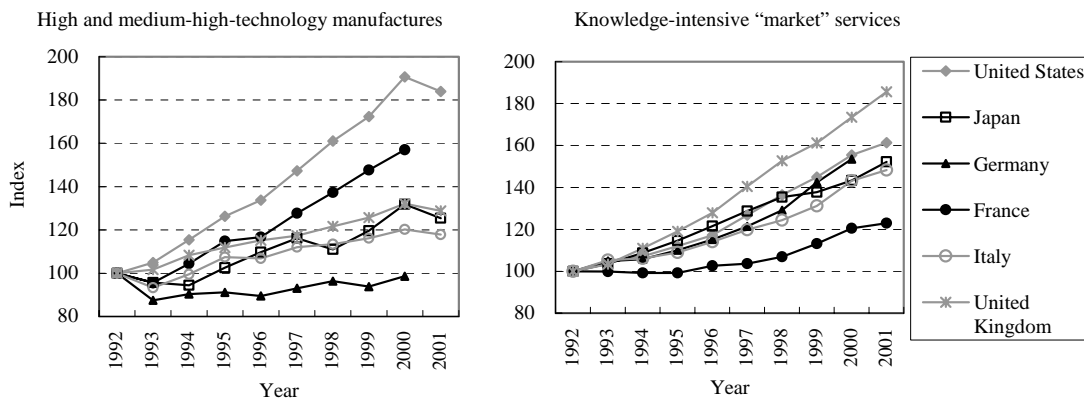 High and medium-high-technology manufactures
Knowledge-intensive “market” services
200
180
160
140
120
100
80
Index
1992
1993
1994
1995
1996
1997
1998
1999
2000
2001
Year
200
180
160
140
120
100
80
1992
1993
1994
1995
1996
1997
1998
1999
2000
2001
Year
United States
Japan
Germany
France
Italy
United
Kingdom